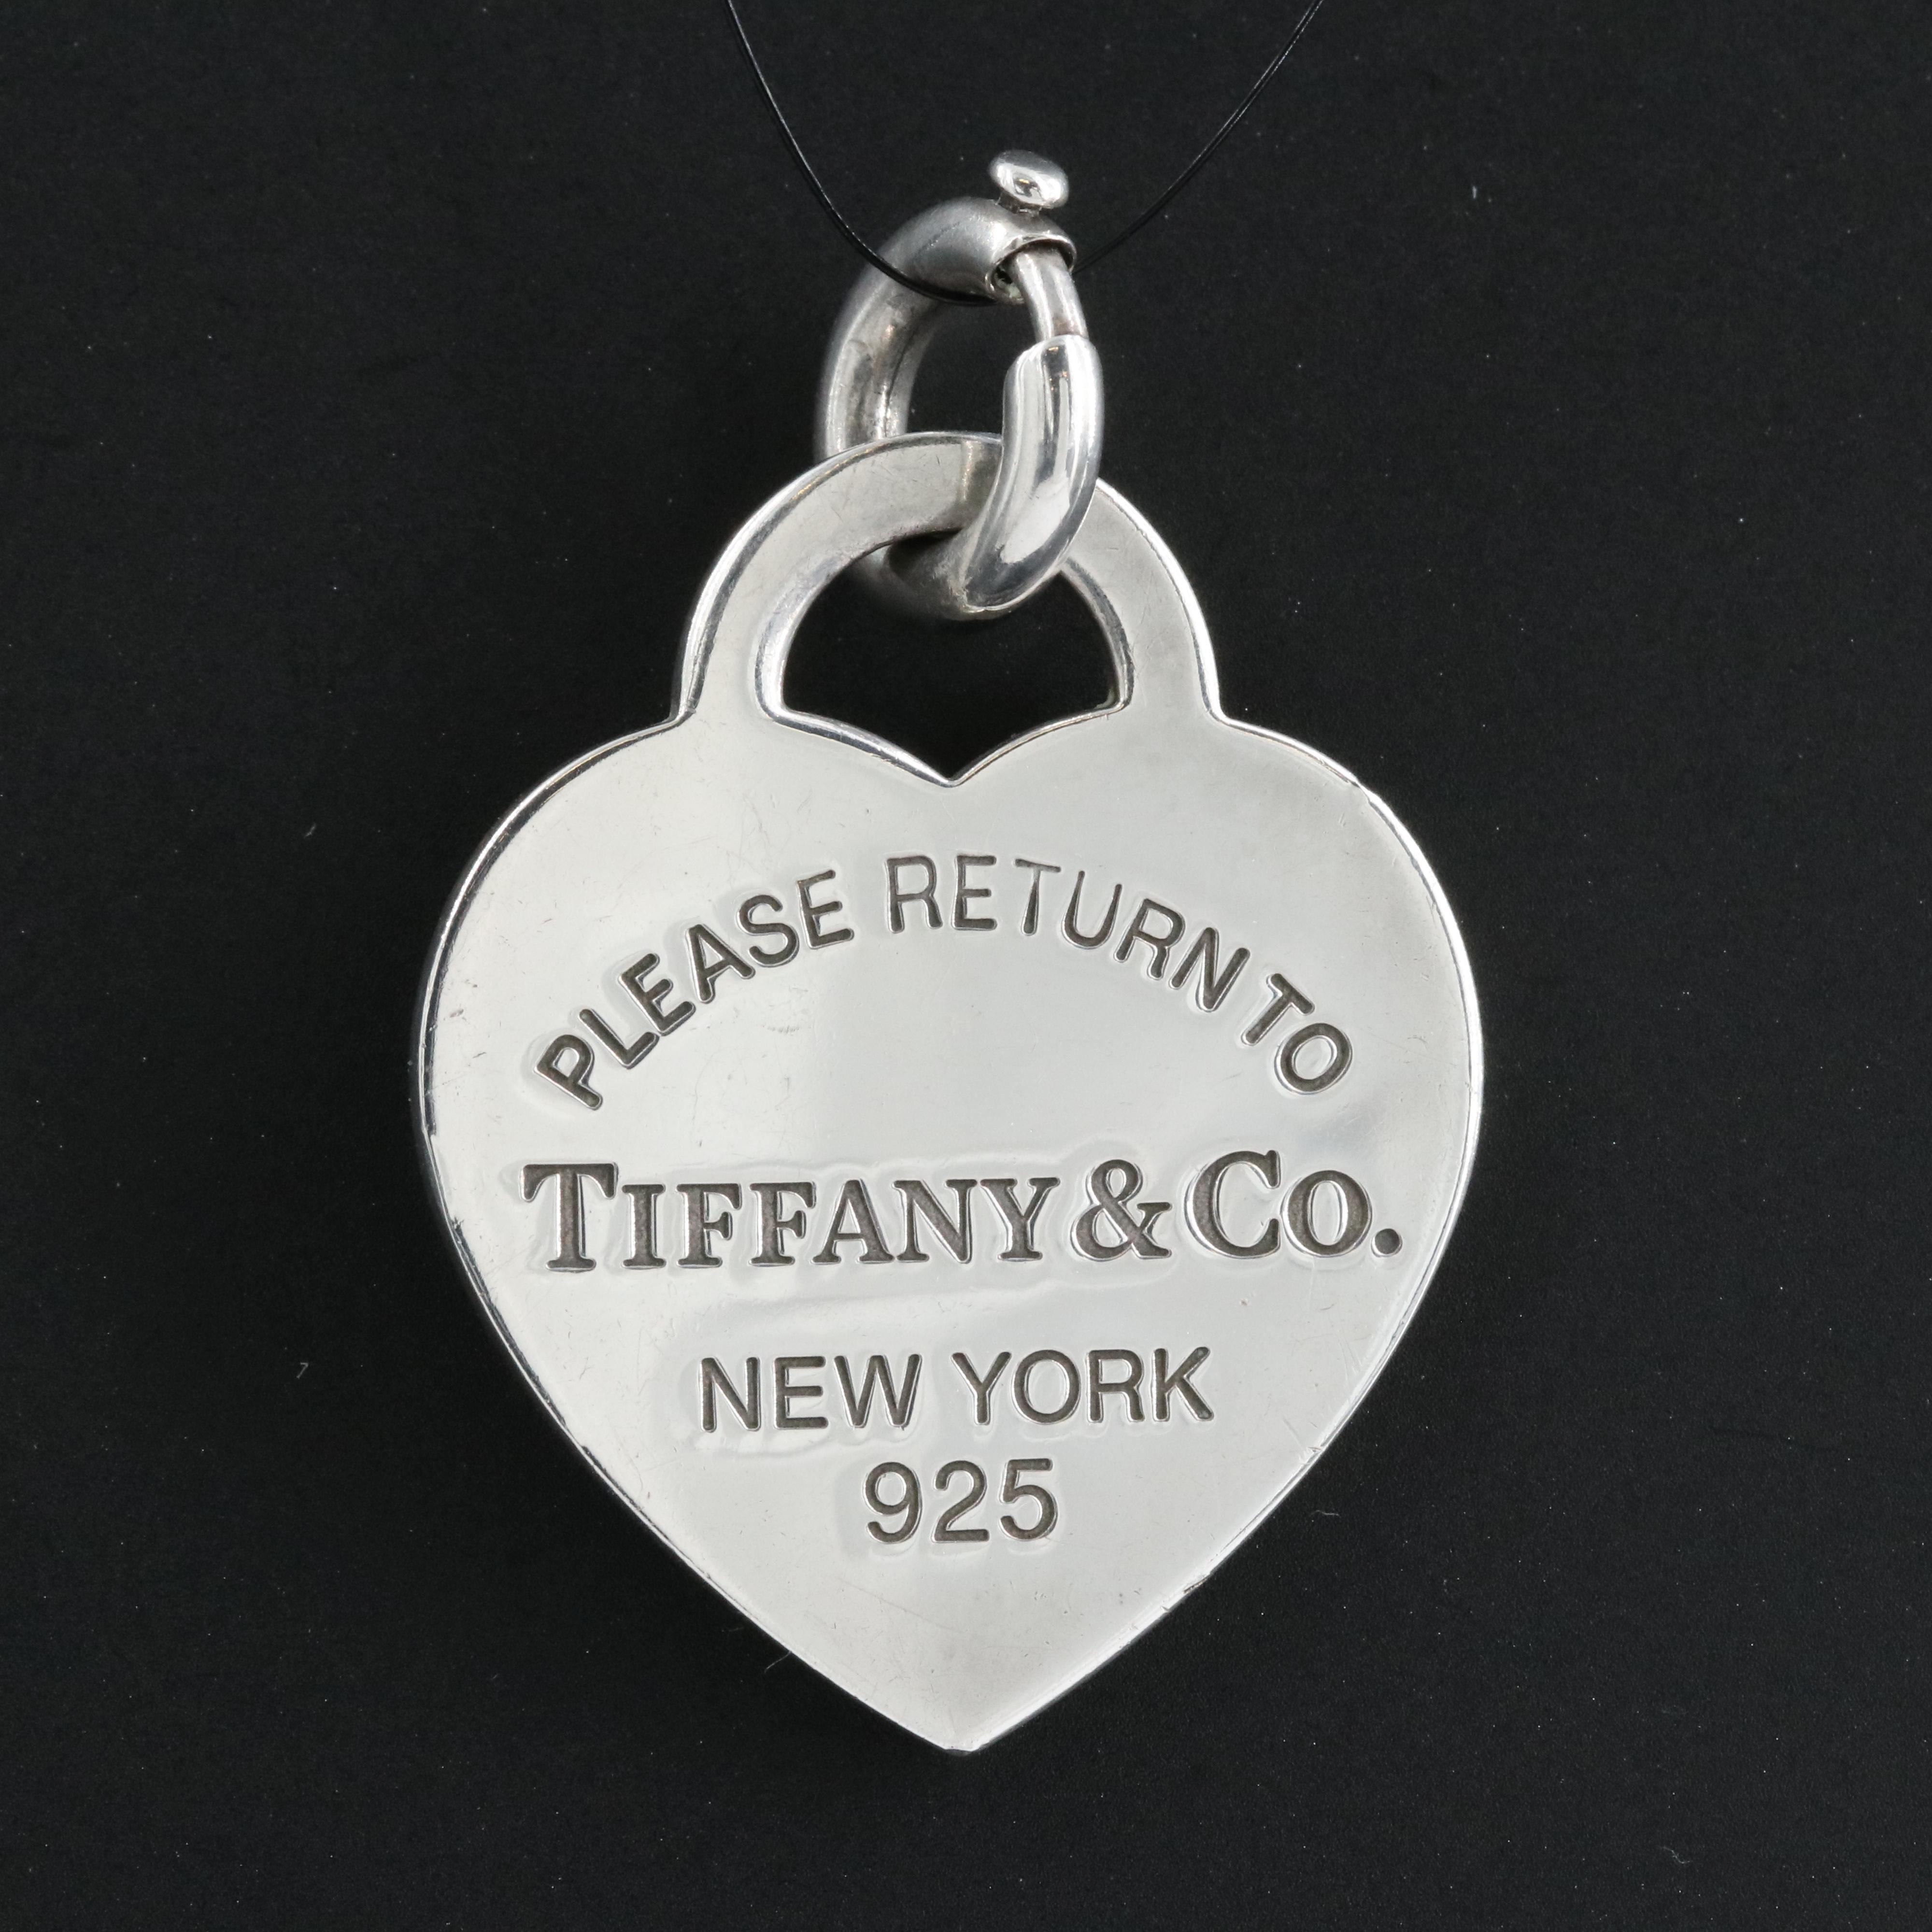 PLEASE RETURN TO
TIFFANY & CO.
NEW YORK
925